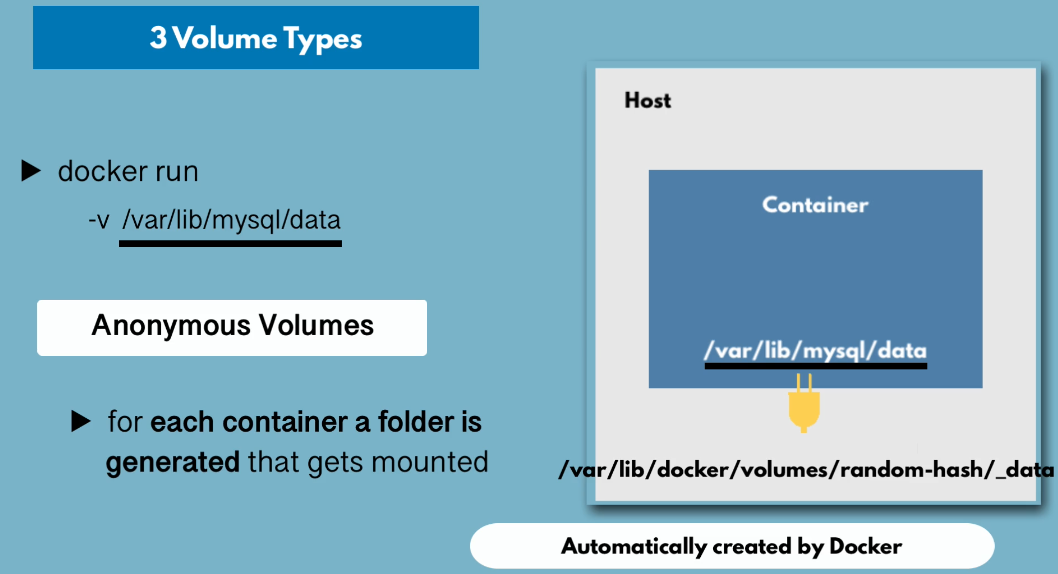 3 Volume Types
docker run
-v /var/lib/mysql/data
Anonymous Volumes
for each container a folder is
generated that gets mounted
Host
Container
/var/lib/mysql/data
/var/lib/docker/volumes/random-hash/_data
Automatically created by Docker